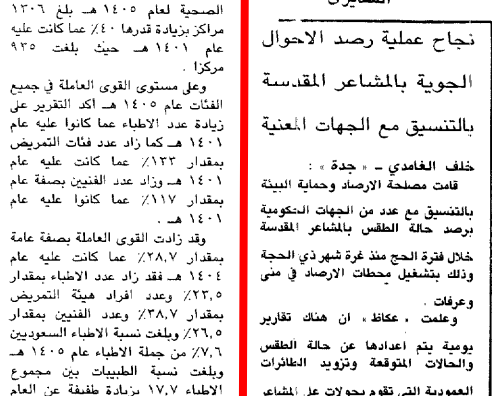 نجاح عملية رصد الاحوال
الجوية بالمشاعر المقدسة
بالتنسيق مع الجهات المعنية
خلف الغامدي - « جدة » :
قامت مصلحة الارصاد وحماية البيئة
بالتنسيق مع عدد من الجهات الحكومية
برصد حالة الطقس بالمشاعر المقدسة
خلال فترة الحج منذ غرة شهر ذي الحجة
وذلك بتشغيل محطات الارصاد في منى
وعرفات .
وعلمت « عكاظ » ان هناك تقارير
يومية يتم اعدادها عن حالة الطقس
والحالات المتوقعة وتزويد الطائرات
العمودية التي تقوم بجولات على المشاعر
الصحية لعام ١٤٠٥ هـ بلغ ١٣٠٦
مراكز بزيادة قدرها ٤٠٪ عما كانت عليه
عام ١٤٠١ هـ حيث بلغت ٩٣٥
مركزا .
وعلى مستوى القوى العاملة في جميع
الفئات عام ١٤٠٥ هـ اكد التقرير على
زيادة عدد الاطباء عما كانوا عليه عام
١٤٠١ هـ كما زاد عدد فئات التمريض
بمقدار ١٣٣٪ عما كانت عليه عام
١٤٠١ هـ وزاد عدد الفنيين بصفة عام
بمقدار ١١٧٪ عما كانوا عليه عام
١٤٠١ هـ .
وقد زادت القوى العاملة بصفة عامة
بمقدار ٢٨,٧٪ عما كانت عليه عام
١٤٠٤ هـ فقد زاد عدد الاطباء بمقدار
٢٣,٥٪ وعدد افراد هيئة التمريض
بمقدار ٣٨,٧٪ وعدد الفنيين بمقدار
٢٦,٥٪ وبلغت نسبة الاطباء السعوديين
٧,٦٪ من جملة الاطباء عام ١٤٠٥ هـ
وبلغت نسبة الطبيبات بين مجموع
الاطباء ١٧,٧ بزيادة طفيفة عن العام